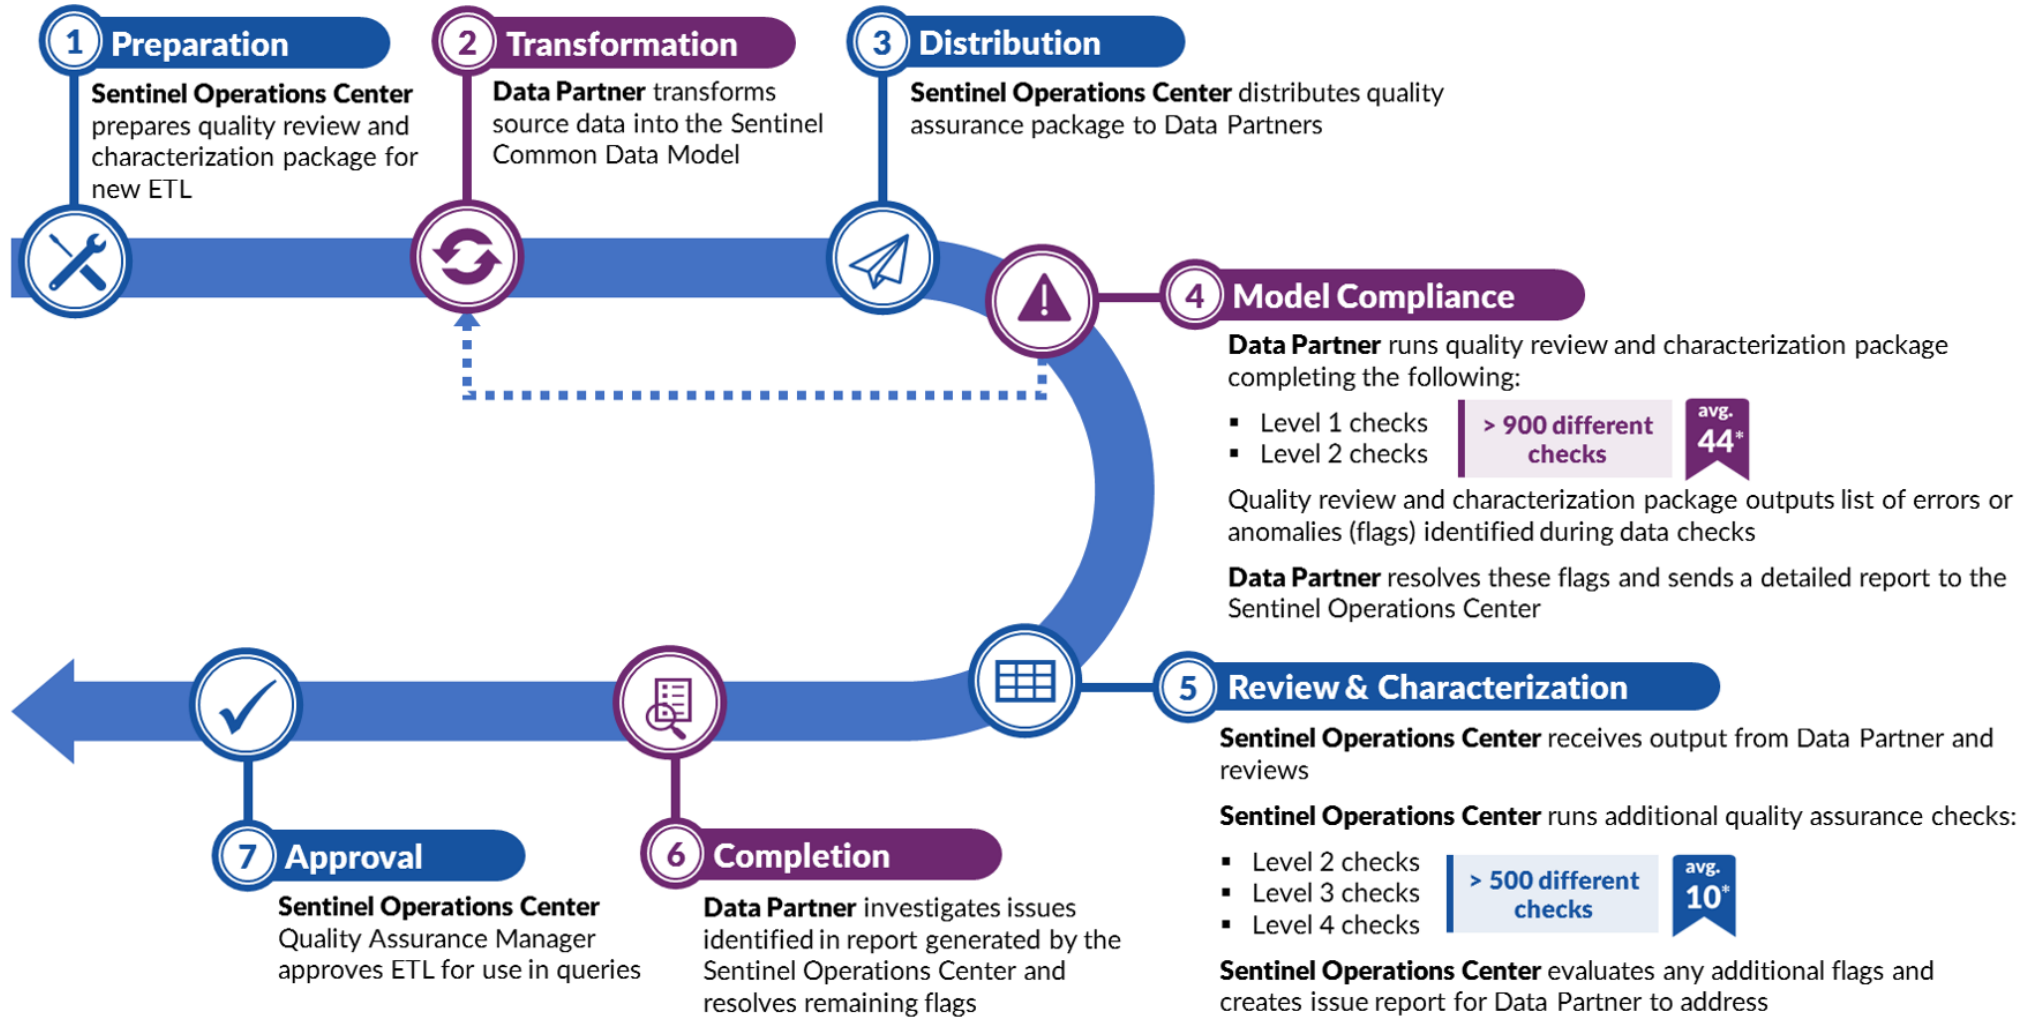 1 Preparation
Sentinel Operations Center
prepares quality review and
characterization package for
new ETL
2 Transformation
Data Partner transforms
source data into the Sentinel
Common Data Model
3 Distribution
Sentinel Operations Center distributes quality
assurance package to Data Partners
4 Model Compliance
Data Partner runs quality review and characterization package
completing the following:
▪ Level 1 checks
▪ Level 2 checks
> 900 different
checks
avg.
44*
Quality review and characterization package outputs list of errors or
anomalies (flags) identified during data checks
Data Partner resolves these flags and sends a detailed report to the
Sentinel Operations Center
5 Review & Characterization
Sentinel Operations Center receives output from Data Partner and
reviews
Sentinel Operations Center runs additional quality assurance checks:
▪ Level 2 checks
▪ Level 3 checks
▪ Level 4 checks
> 500 different
checks
avg.
10*
Sentinel Operations Center evaluates any additional flags and
creates issue report for Data Partner to address
6 Completion
Data Partner investigates issues
identified in report generated by the
Sentinel Operations Center and
resolves remaining flags
7 Approval
Sentinel Operations Center
Quality Assurance Manager
approves ETL for use in queries